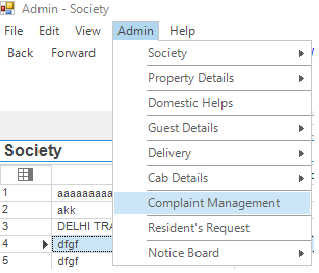 Admin - Society
File Edit View Admin Help
Back Forward
Society
Property Details
Domestic Helps
Guest Details
Delivery
Cab Details
Complaint Management
Resident's Request
Notice Board
Society
1 aaaaaaaaa
2 akk
3 DELHI TRA
4 dfgf
5 dfgf